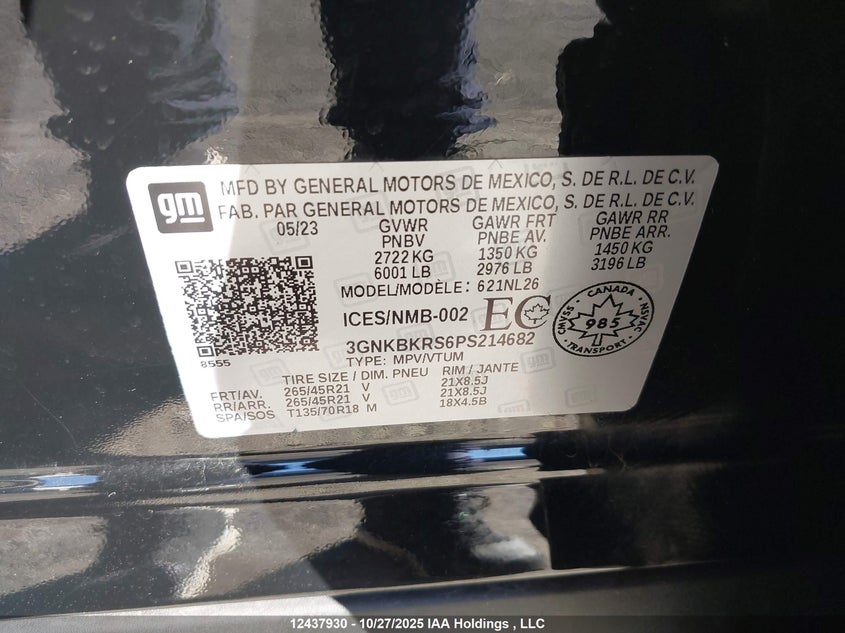 gm
MFD BY GENERAL MOTORS DE MEXICO, S. DE R.L. DE C.V.
FAB. PAR GENERAL MOTORS DE MEXICO, S. DE R.L. DE C.V.
05/23 GVWR GAWR FRT GAWR RR
PNBV PNBE AV. PNBE ARR.
2722 KG 1350 KG 1450 KG
6001 LB 2976 LB 3196 LB
MODEL/MODÈLE: 621NL26
ICES/NMB-002 EC
CANADA
985
TRANSPORT
CMVSS
NSVAC
3GNKBKRS6PS214682
8555
TYPE: MPV/VTUM
TIRE SIZE / DIM. PNEU RIM / JANTE
FRT/AV. 265/45R21 V 21X8.5J
RR/ARR. 265/45R21 V 21X8.5J
SPA/SOS T135/70R18 M 18X4.5B
12437930 - 10/27/2025 IAA Holdings , LLC